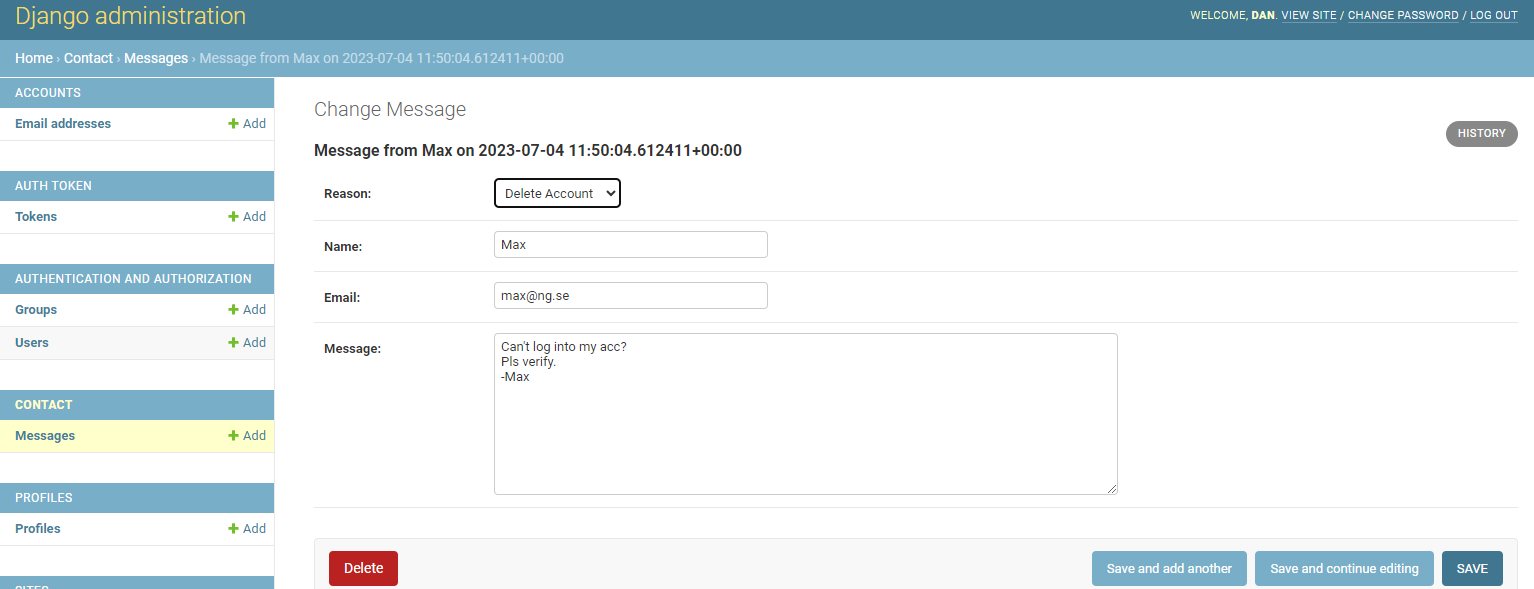 Django administration
WELCOME, DAN. VIEW SITE / CHANGE PASSWORD / LOG OUT
Home › Contact › Messages › Message from Max on 2023-07-04 11:50:04.612411+00:00
ACCOUNTS
Email addresses + Add
AUTH TOKEN
Tokens + Add
AUTHENTICATION AND AUTHORIZATION
Groups + Add
Users + Add
CONTACT
Messages + Add
PROFILES
Profiles + Add
SITES
Change Message
HISTORY
Message from Max on 2023-07-04 11:50:04.612411+00:00
Reason: Delete Account
Name: Max
Email: max@ng.se
Message: Can't log into my acc?
Pls verify.
-Max
Delete Save and add another Save and continue editing SAVE